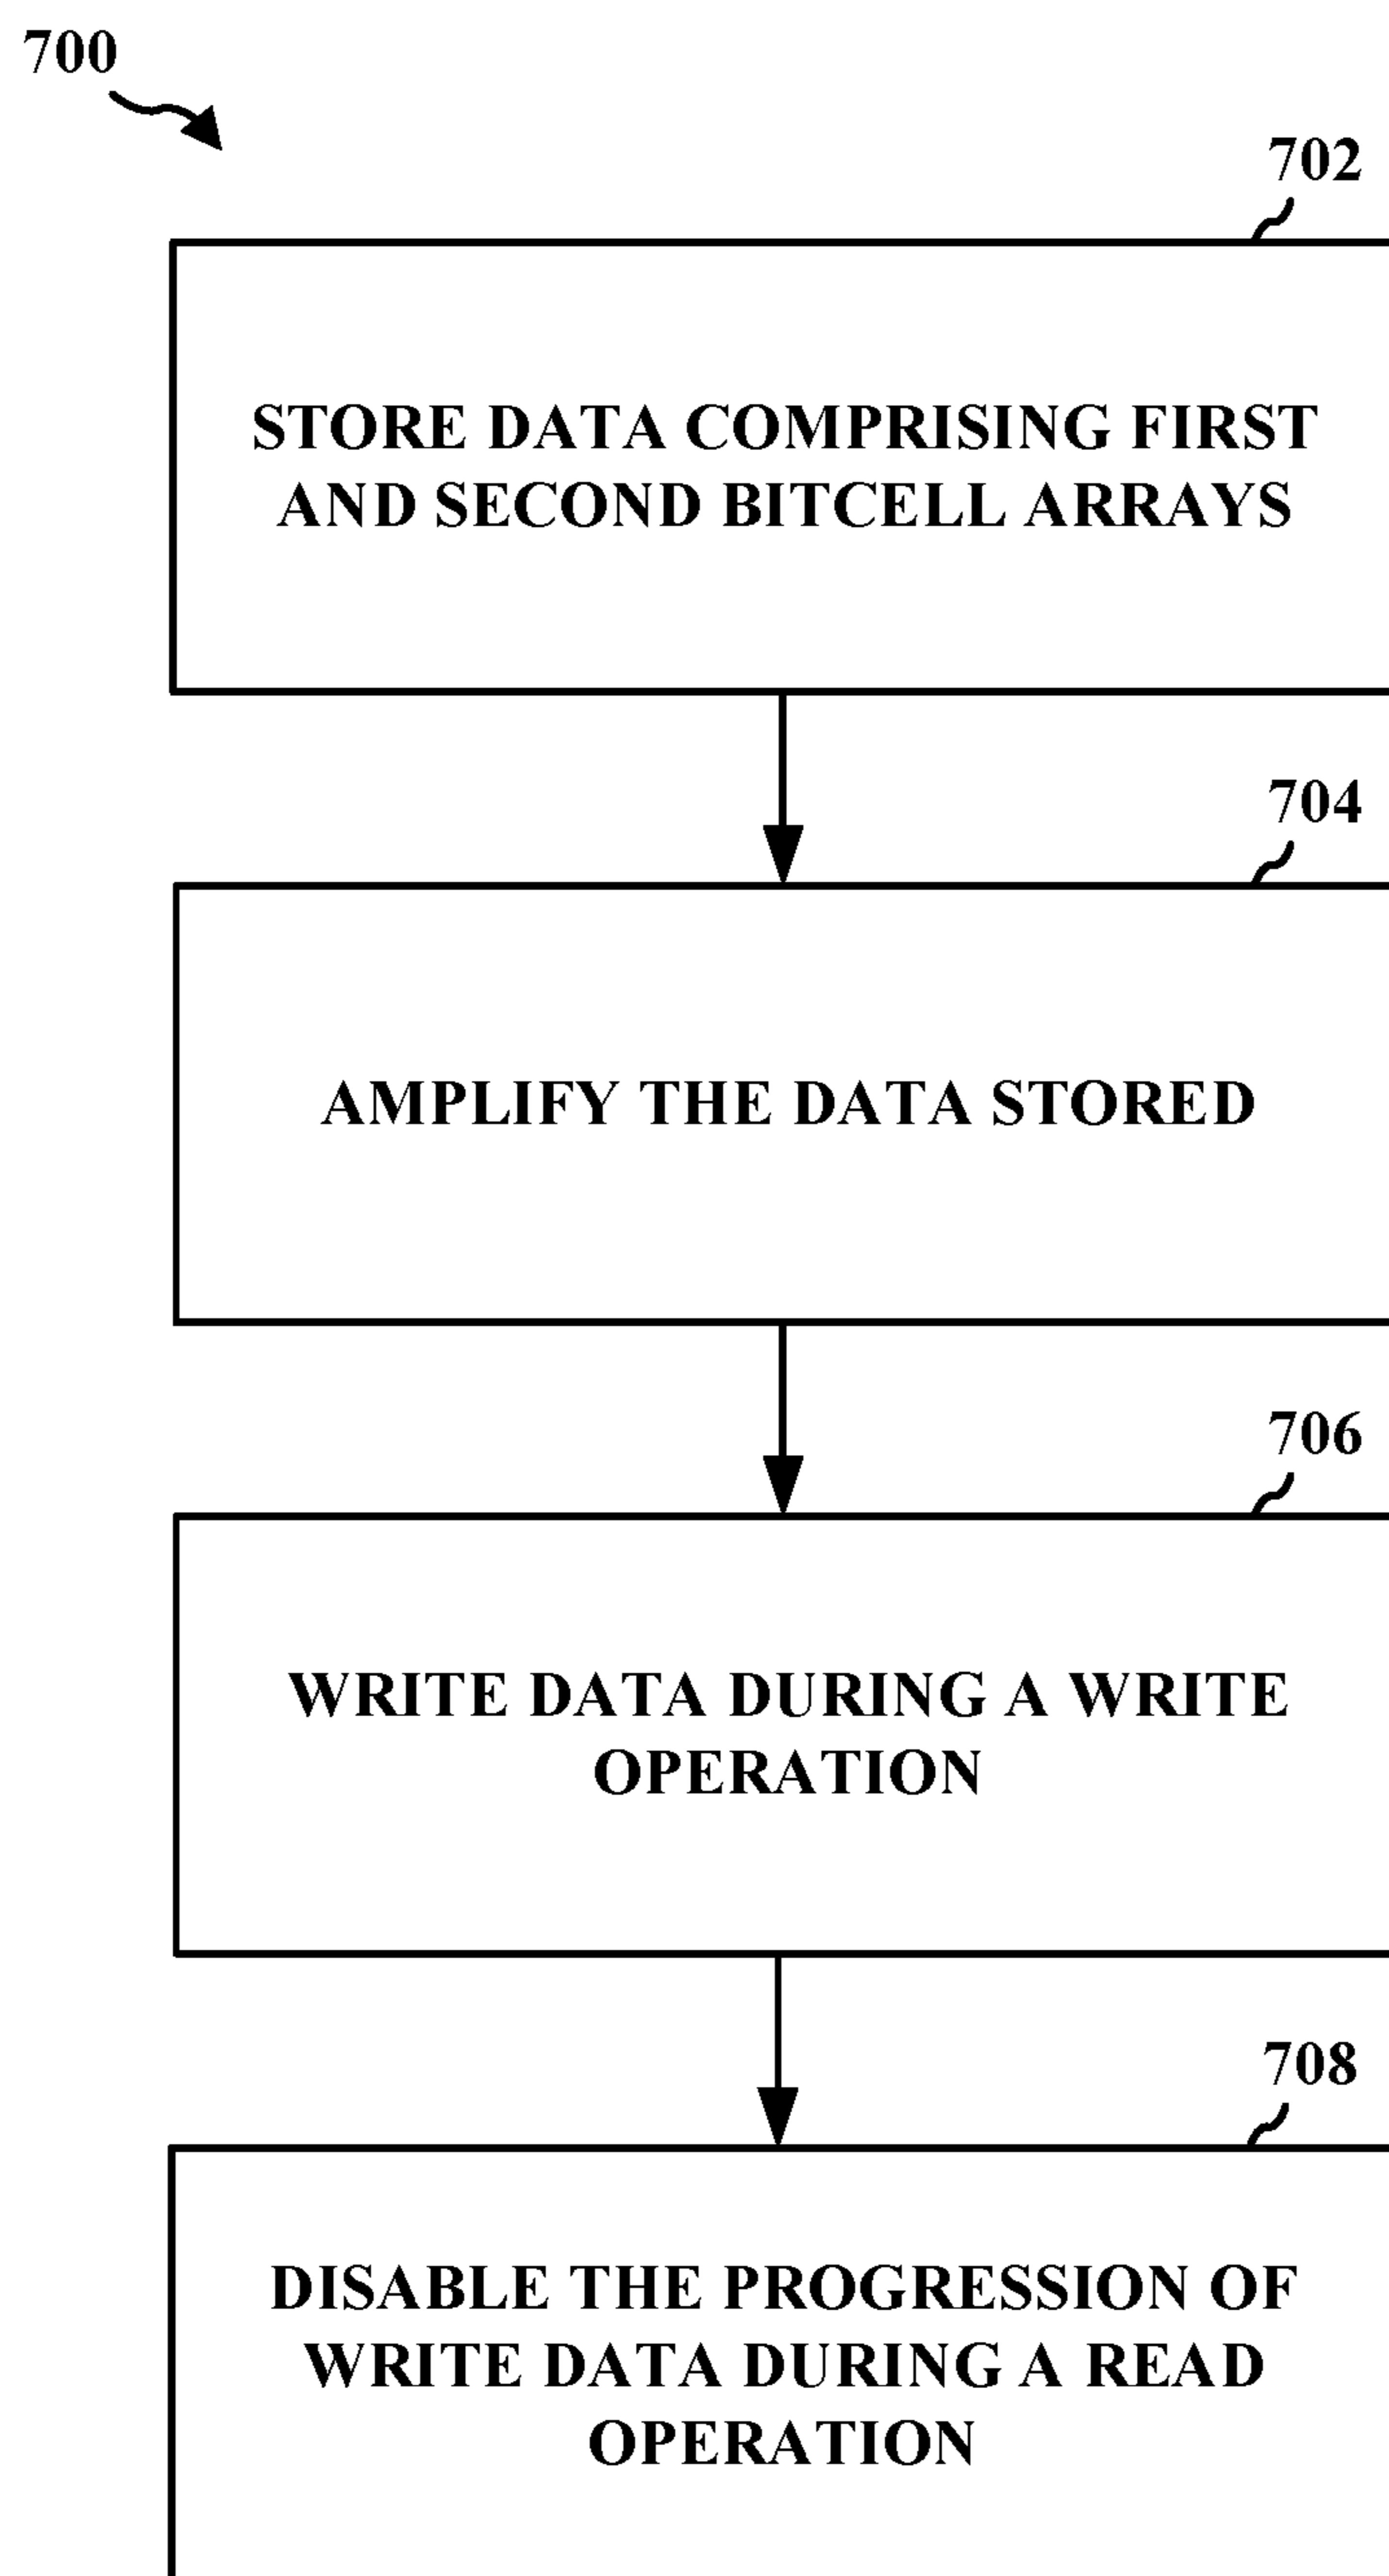 700
702
STORE DATA COMPRISING FIRST
AND SECOND BITCELL ARRAYS
704
AMPLIFY THE DATA STORED
706
WRITE DATA DURING A WRITE
OPERATION
708
DISABLE THE PROGRESSION OF
WRITE DATA DURING A READ
OPERATION